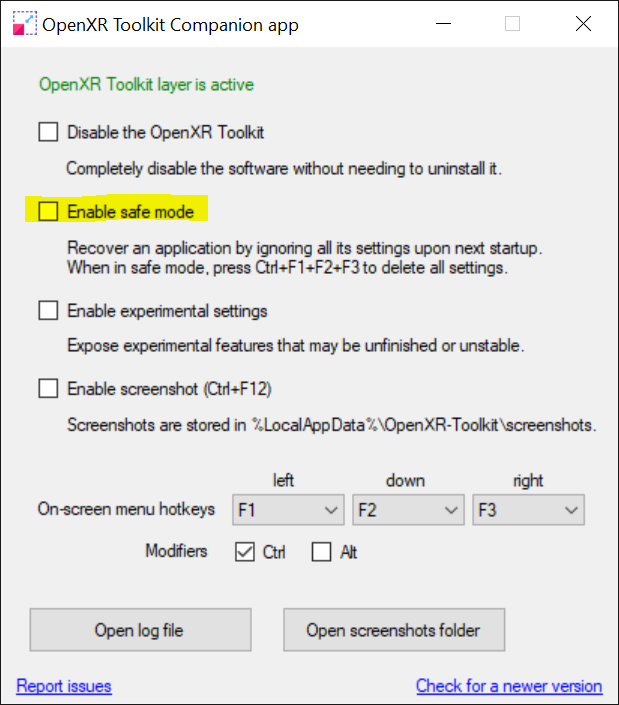 OpenXR Toolkit Companion app
OpenXR Toolkit layer is active
Disable the OpenXR Toolkit
Completely disable the software without needing to uninstall it.
Enable safe mode
Recover an application by ignoring all its settings upon next startup.
When in safe mode, press Ctrl+F1+F2+F3 to delete all settings.
Enable experimental settings
Expose experimental features that may be unfinished or unstable.
Enable screenshot (Ctrl+F12)
Screenshots are stored in %LocalAppData%\OpenXR-Toolkit\screenshots.
left down right
On-screen menu hotkeys F1 F2 F3
Modifiers Ctrl Alt
Open log file Open screenshots folder
Report issues Check for a newer version